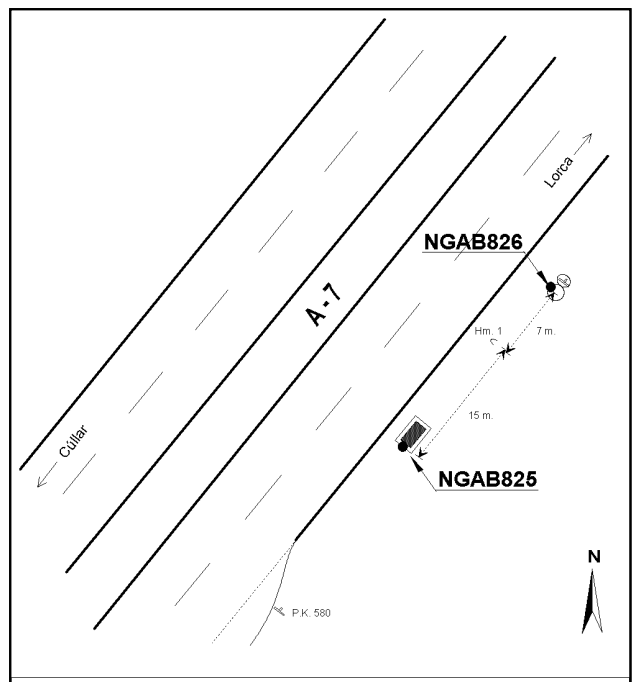 Lorca
NGAB826
A - 7
Hm. 1
7 m.
15 m.
Cúllar
NGAB825
N
P.K. 580